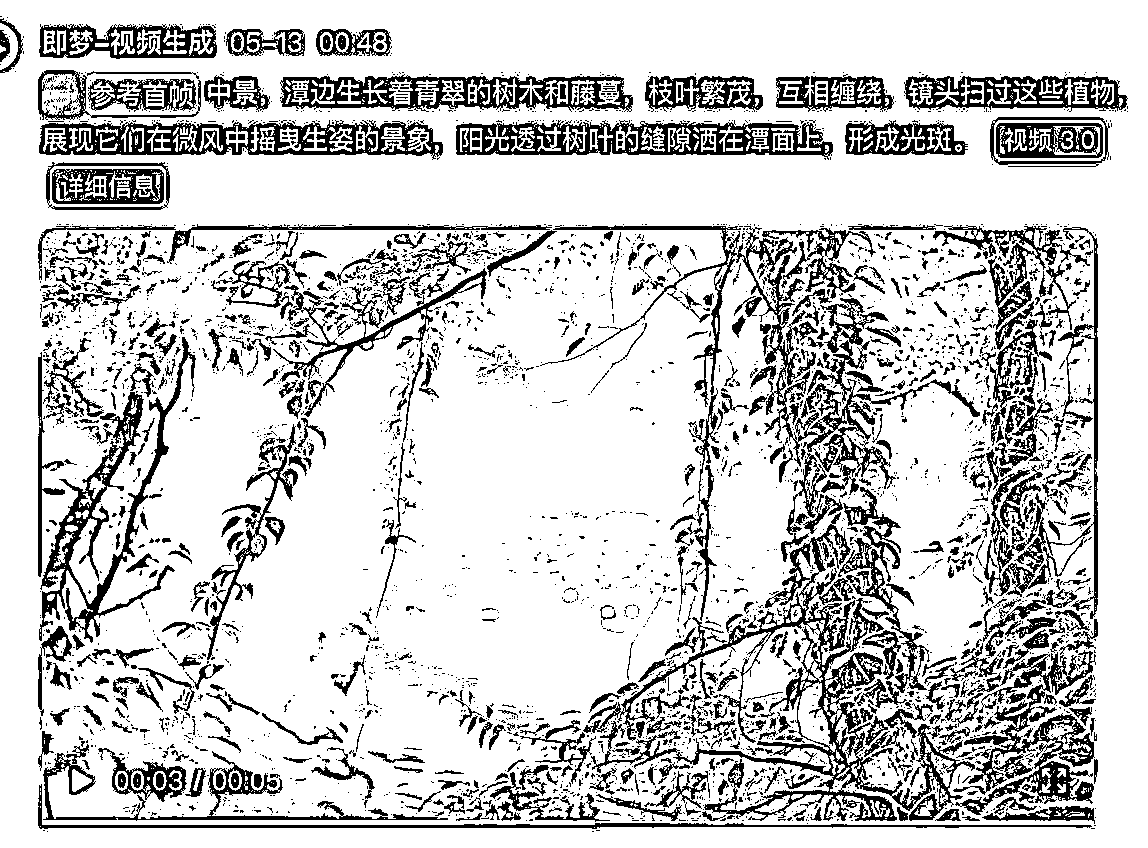 即梦-视频生成 05-13 00:48
参考首帧 中景，潭边生长着青翠的树木和藤蔓，枝叶繁茂，互相缠绕，镜头扫过这些植物，
展现它们在微风中摇曳生姿的景象，阳光透过树叶的缝隙洒在潭面上，形成光斑。 视频 3.0
详细信息
00:03 / 00:05